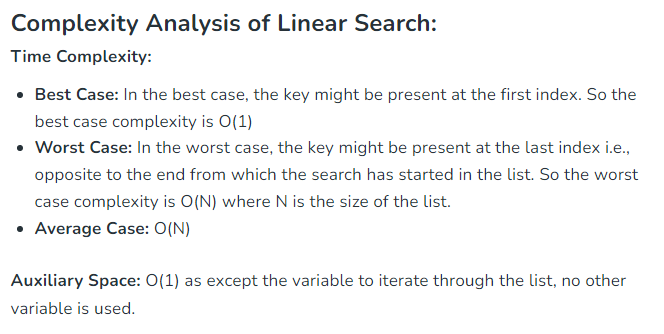 Complexity Analysis of Linear Search:
Time Complexity:
• Best Case: In the best case, the key might be present at the first index. So the
best case complexity is O(1)
• Worst Case: In the worst case, the key might be present at the last index i.e.,
opposite to the end from which the search has started in the list. So the worst
case complexity is O(N) where N is the size of the list.
• Average Case: O(N)
Auxiliary Space: O(1) as except the variable to iterate through the list, no other
variable is used.